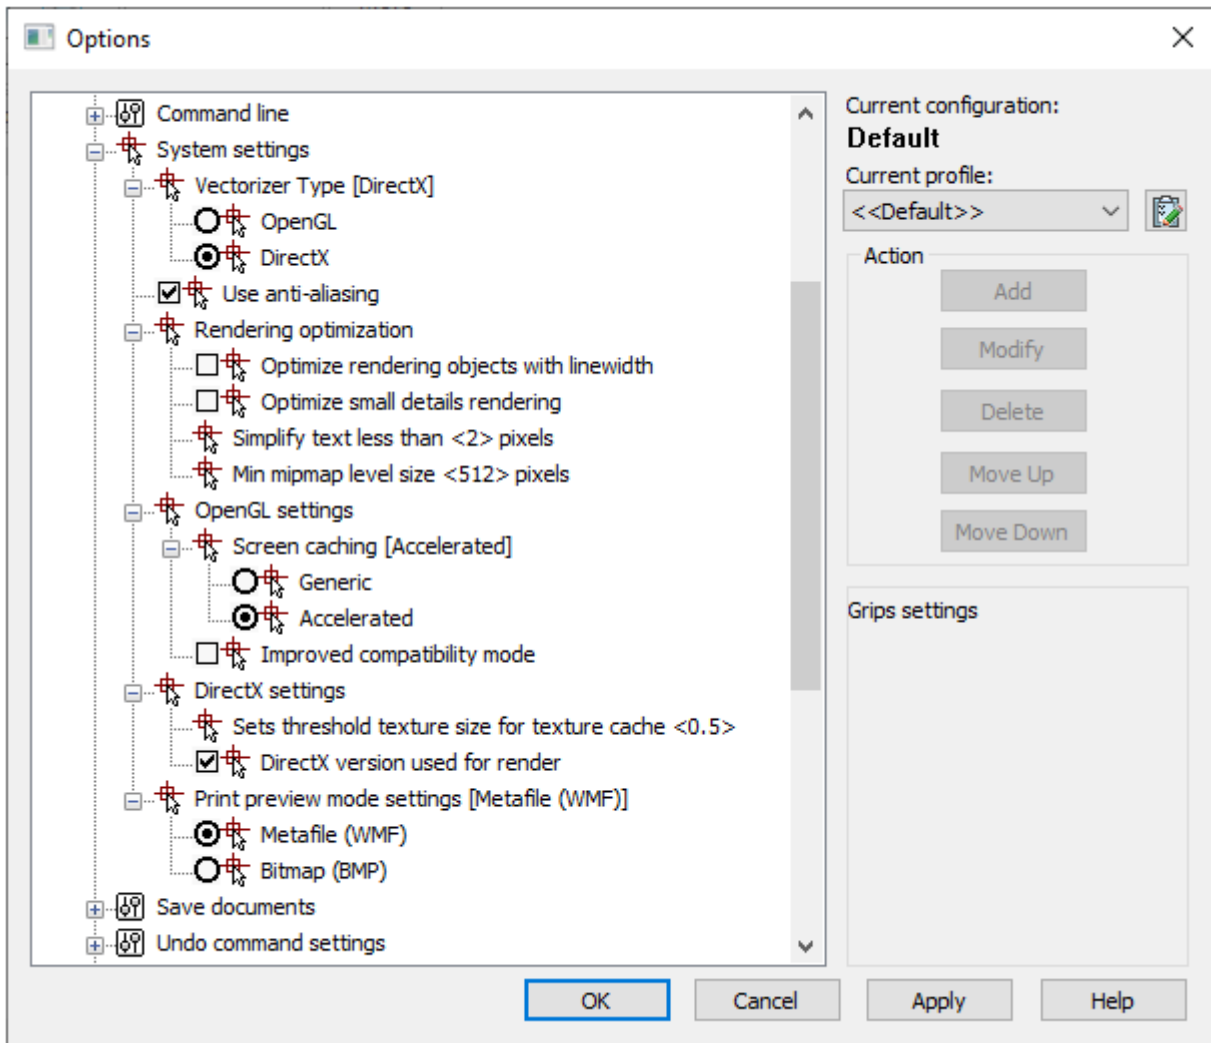 Options
Command line
System settings
Vectorizer Type [DirectX]
OpenGL
DirectX
Use anti-aliasing
Rendering optimization
Optimize rendering objects with linewidth
Optimize small details rendering
Simplify text less than <2> pixels
Min mipmap level size <512> pixels
OpenGL settings
Screen caching [Accelerated]
Generic
Accelerated
Improved compatibility mode
DirectX settings
Sets threshold texture size for texture cache <0.5>
DirectX version used for render
Print preview mode settings [Metafile (WMF)]
Metafile (WMF)
Bitmap (BMP)
Save documents
Undo command settings
Current configuration:
Default
Current profile:
<<Default>>
Action
Add
Modify
Delete
Move Up
Move Down
Grips settings
OK
Cancel
Apply
Help